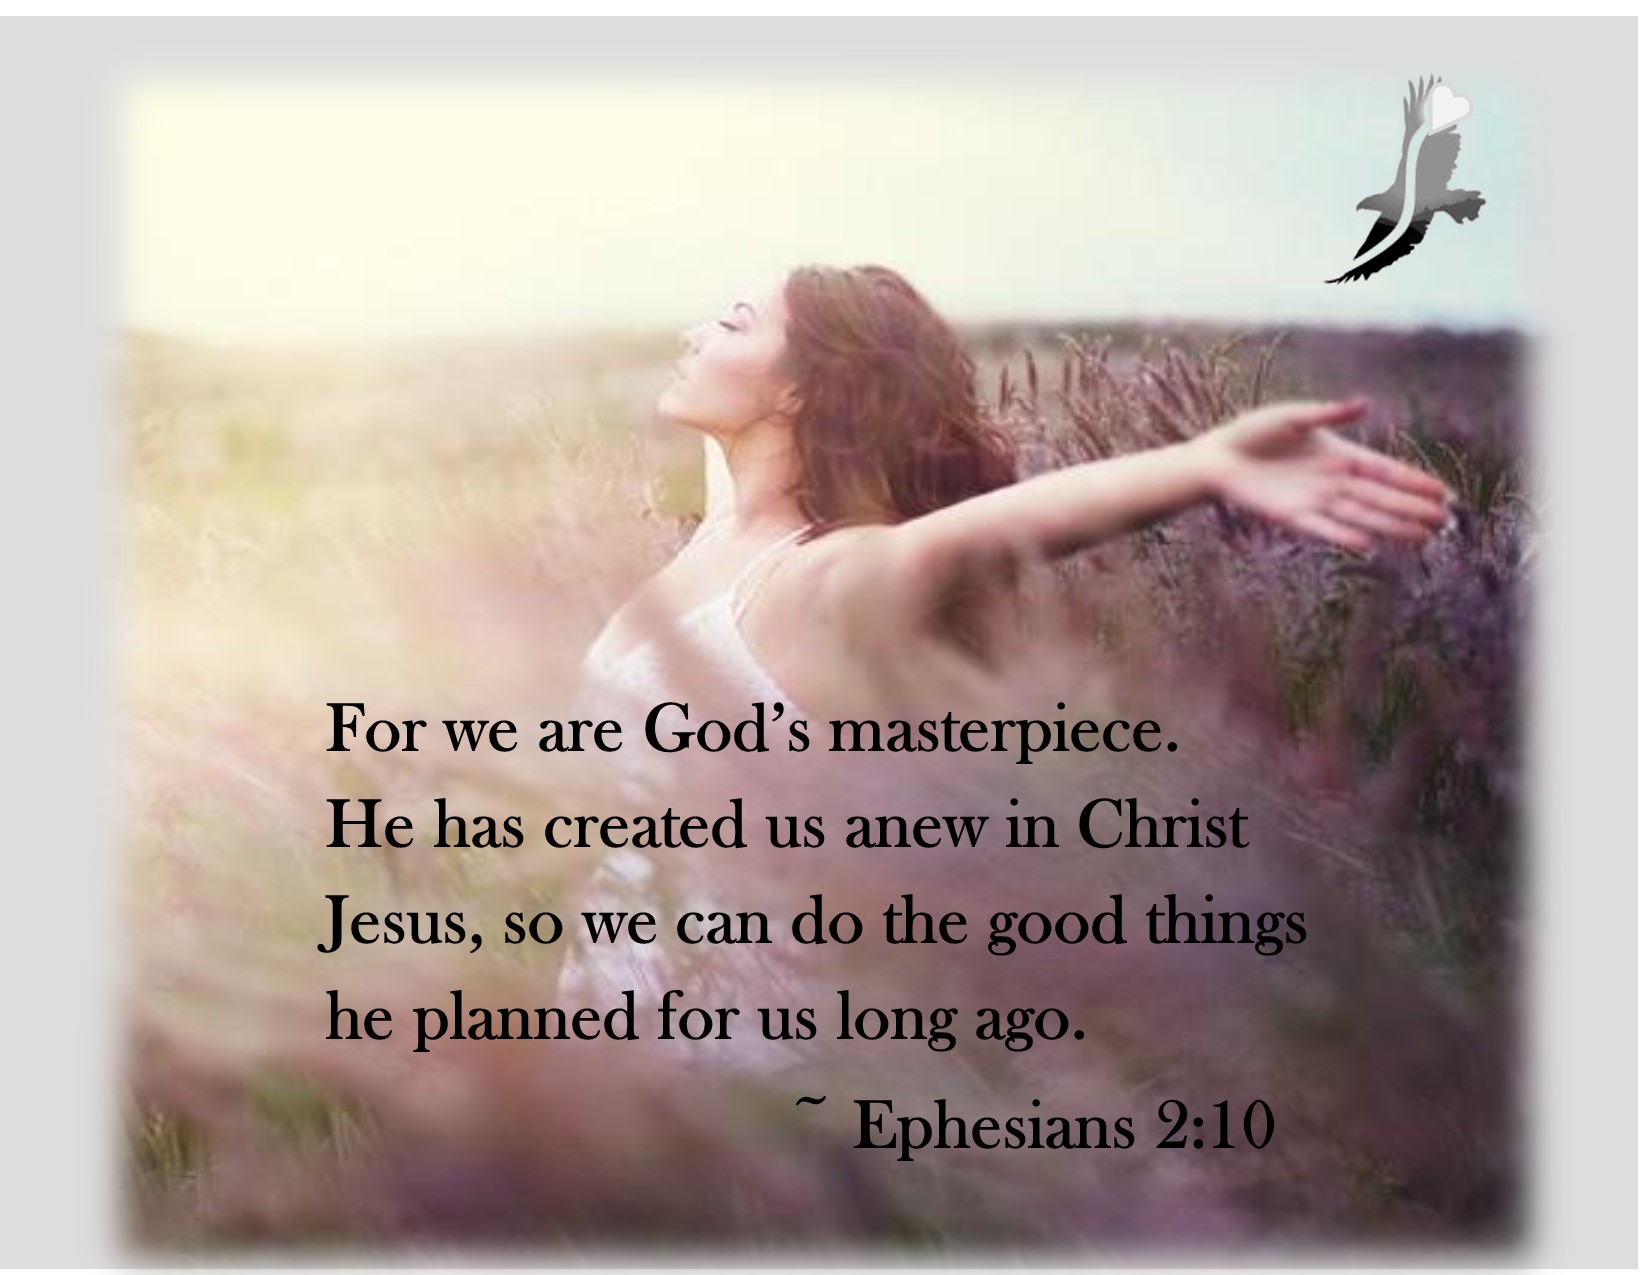 For we are God’s masterpiece.
He has created us anew in Christ
Jesus, so we can do the good things
he planned for us long ago.
~ Ephesians 2:10